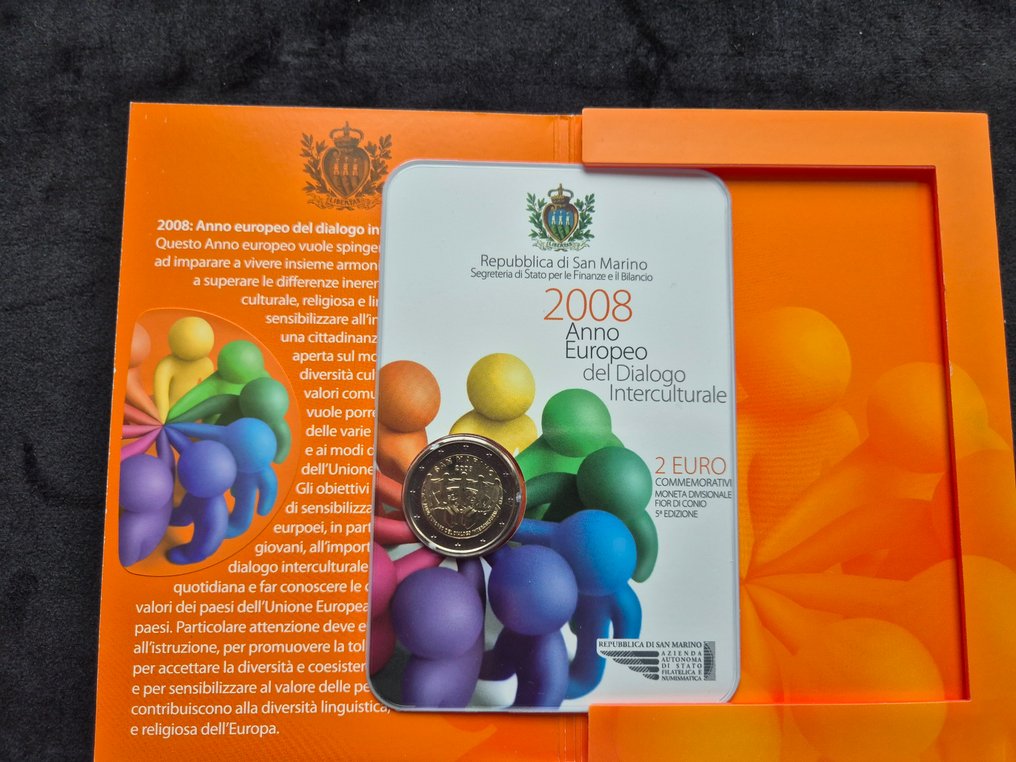 LIBERTAS
2008: Anno europeo del dialogo in
Questo Anno europeo vuole spinger
ad imparare a vivere insieme armoni
a superare le differenze ineren
culturale, religiosa e lin
sensibilizzare all'in
una cittadinanz
aperta sul mo
diversità cul
valori comu
vuole porre
delle varie
e ai modi d
dell'Unione
Gli obiettivi
di sensibilizza
eurpoei, in part
giovani, all'import
dialogo interculturale
quotidiana e far conoscere le c
valori dei paesi dell'Unione Europea
paesi. Particolare attenzione deve e
all'istruzione, per promuovere la tol
per accettare la diversità e coesister
e per sensibilizzare al valore delle pe
contribuiscono alla diversità linguistica,
e religiosa dell'Europa.
Repubblica di San Marino
Segreteria di Stato per le Finanze e il Bilancio
2008
Anno
Europeo
del Dialogo
Interculturale
2 EURO
COMMEMORATIVI
MONETA DIVISIONALE
FIOR DI CONIO
5ª EDIZIONE
SAN MARINO
2008
REPUBBLICA DI SAN MARINO
AZIENDA
AUTONOMA
DI STATO
FILATELICA E
NUMISMATICA